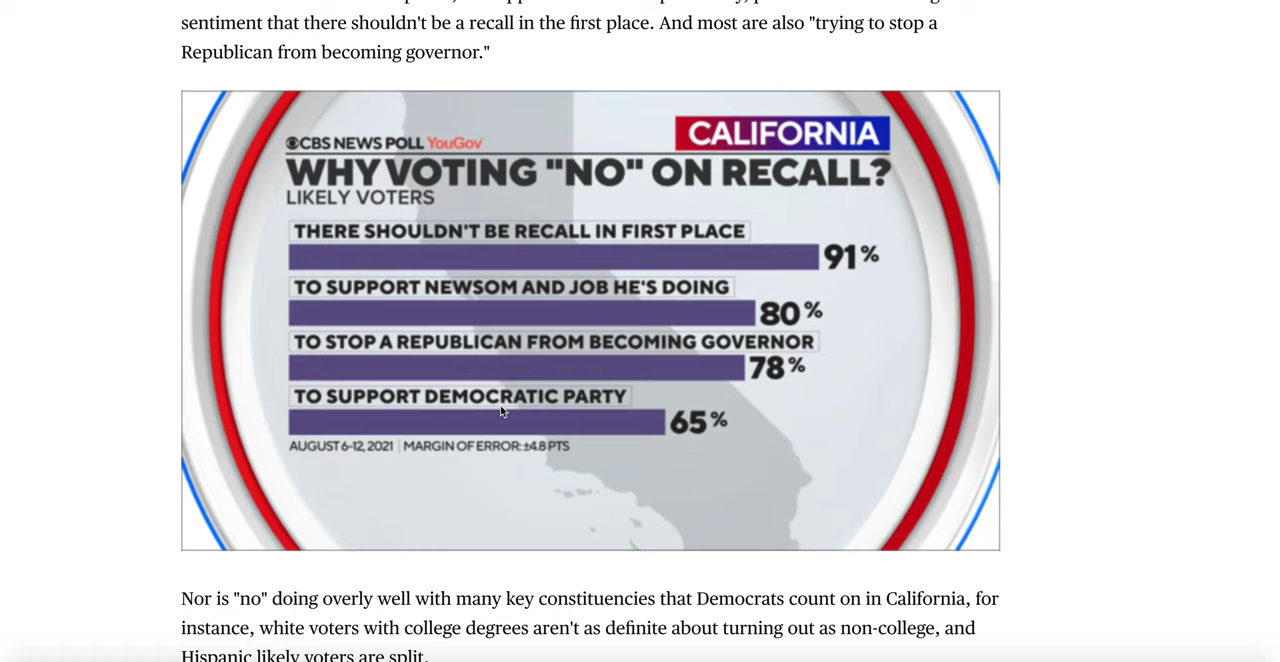 sentiment that there shouldn't be a recall in the first place. And most are also "trying to stop a
Republican from becoming governor."
CBS NEWS POLL YouGov
CALIFORNIA
WHY VOTING "NO" ON RECALL?
LIKELY VOTERS
THERE SHOULDN'T BE RECALL IN FIRST PLACE
91%
TO SUPPORT NEWSOM AND JOB HE'S DOING
80%
TO STOP A REPUBLICAN FROM BECOMING GOVERNOR
78%
TO SUPPORT DEMOCRATIC PARTY
65%
AUGUST 6-12, 2021 | MARGIN OF ERROR: ±4.8 PTS
Nor is "no" doing overly well with many key constituencies that Democrats count on in California, for
instance, white voters with college degrees aren't as definite about turning out as non-college, and
Hispanic likely voters are split.